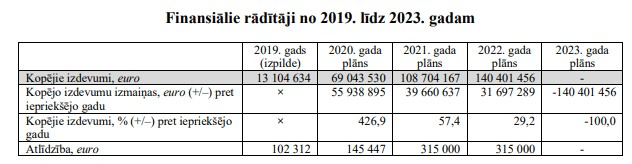 Finansiālie rādītāji no 2019. līdz 2023. gadam
2019. gads (izpilde) 2020. gada plāns 2021. gada plāns 2022. gada plāns 2023. gada plāns
Kopējie izdevumi, euro 13 104 634 69 043 530 108 704 167 140 401 456 -
Kopējo izdevumu izmaiņas, euro (+/–) pret iepriekšējo gadu × 55 938 895 39 660 637 31 697 289 -140 401 456
Kopējie izdevumi, % (+/–) pret iepriekšējo gadu × 426,9 57,4 29,2 -100,0
Atlīdzība, euro 102 312 145 447 315 000 315 000 -